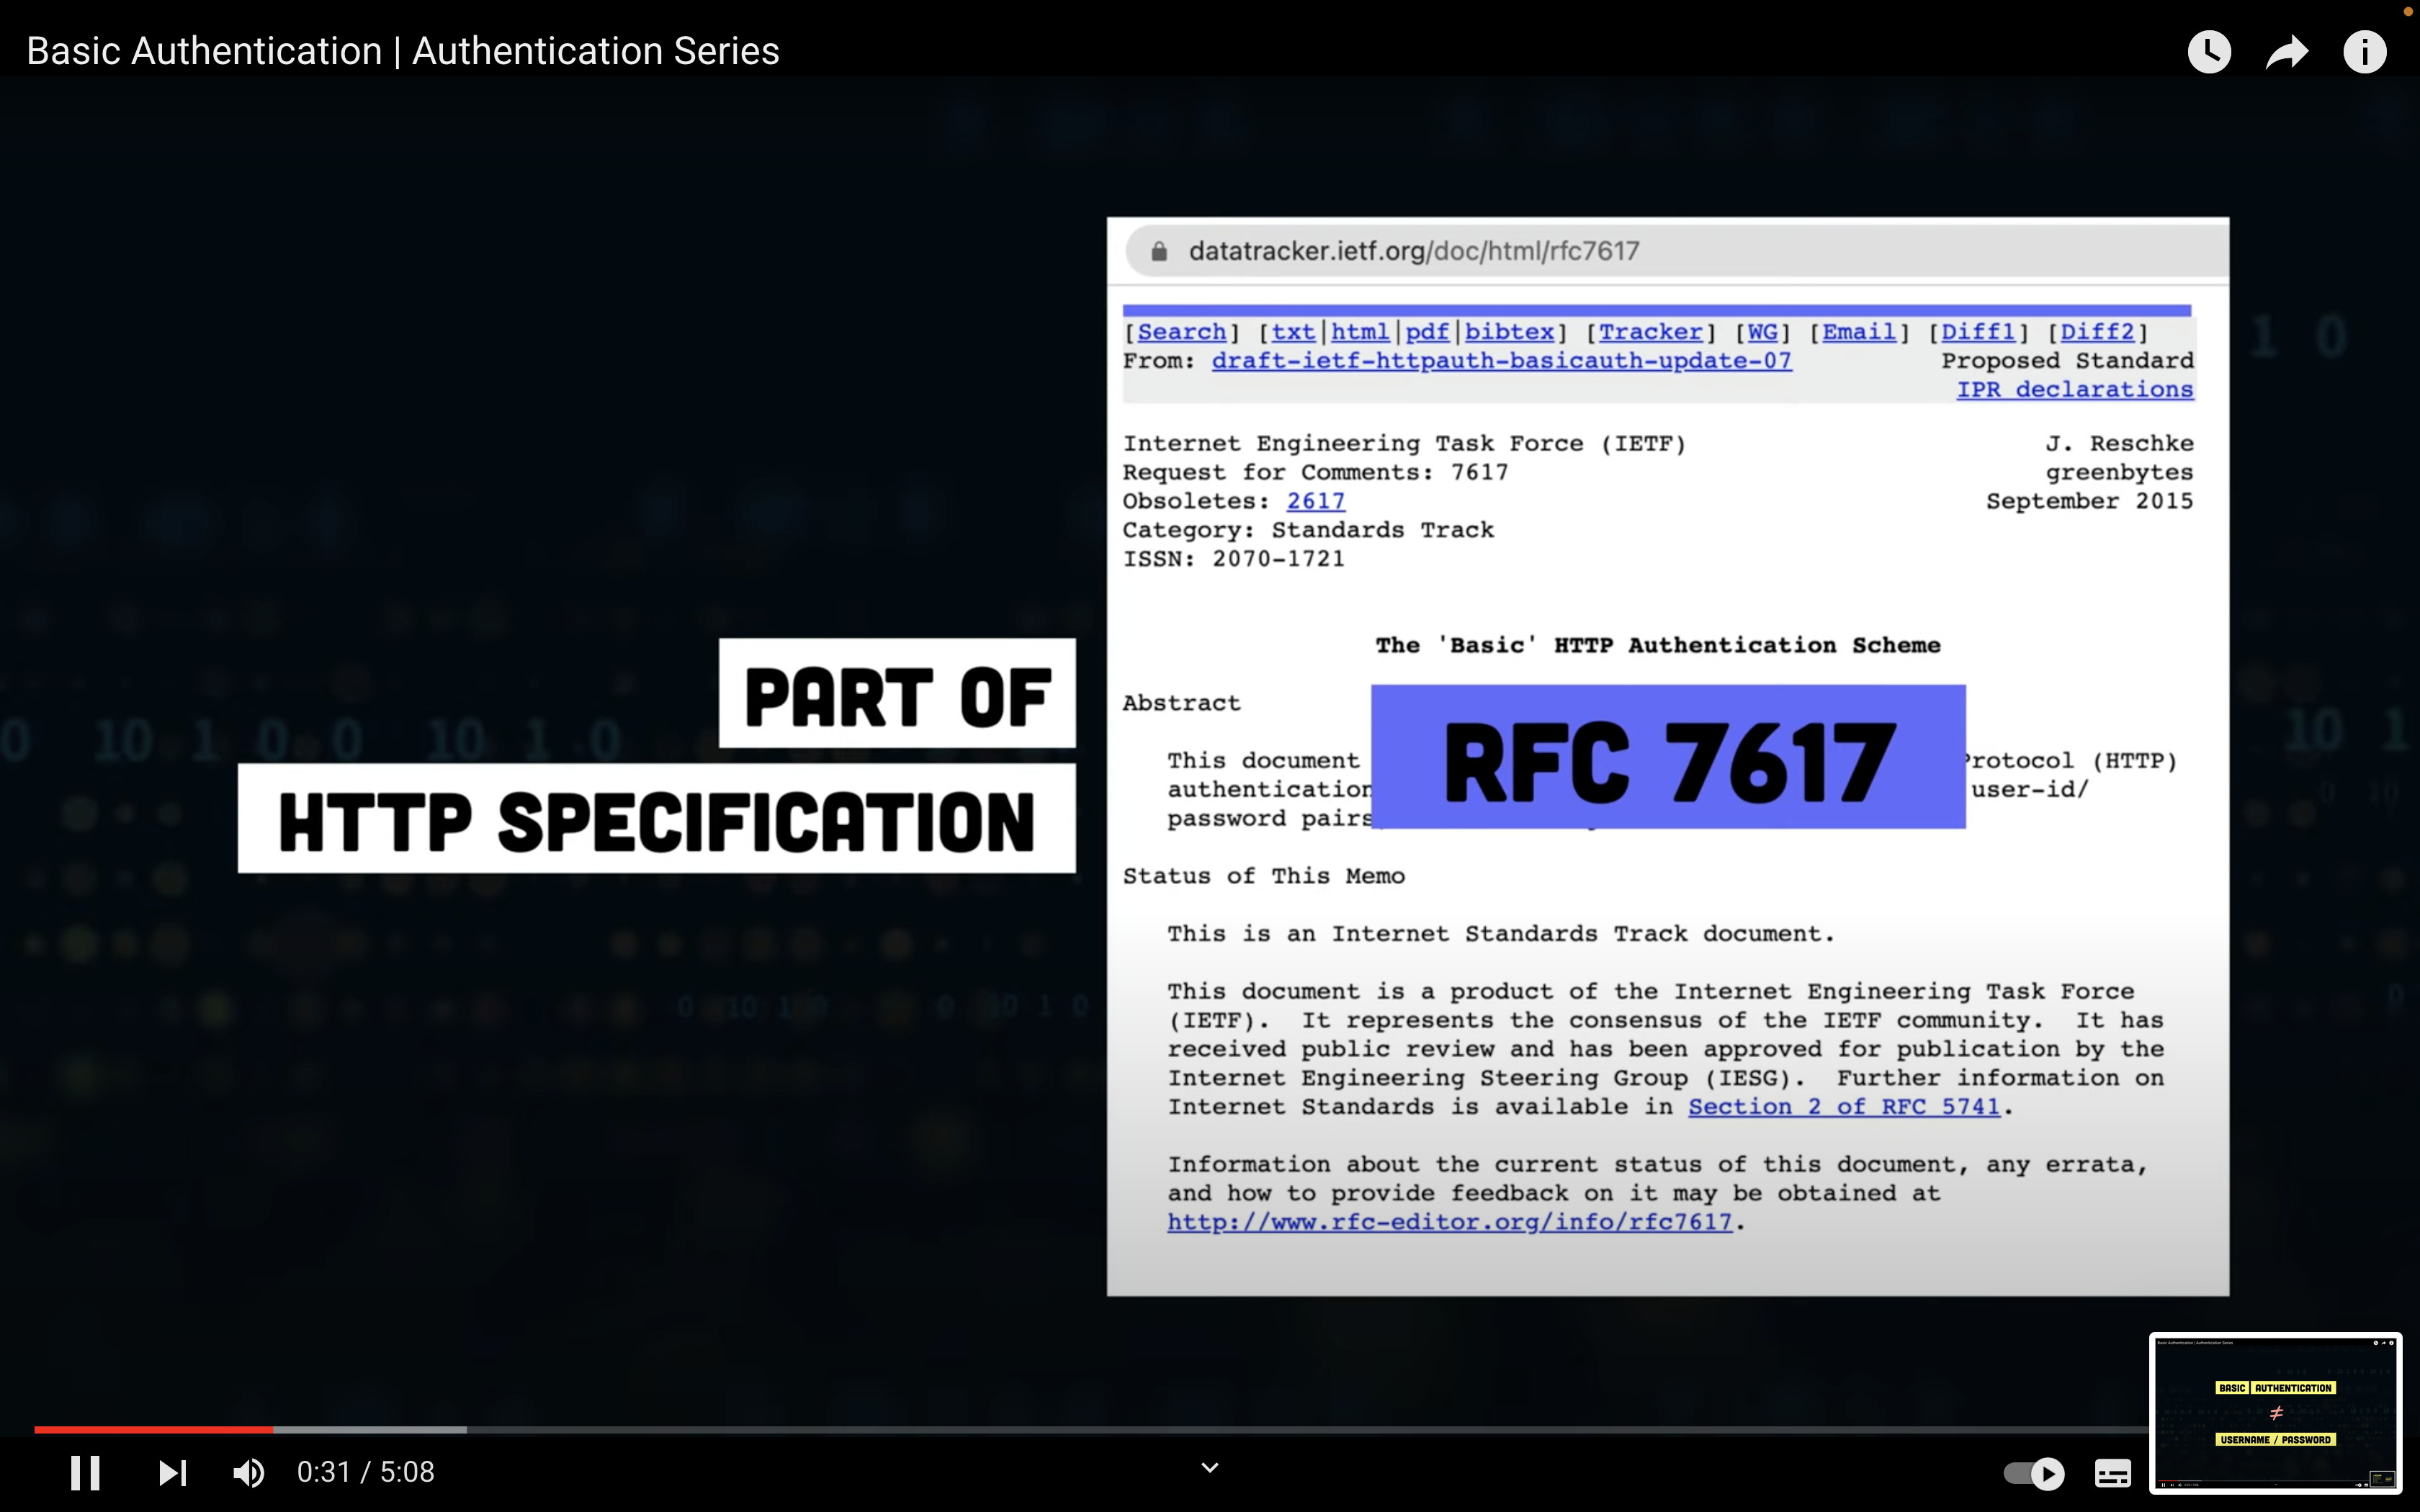 Basic Authentication | Authentication Series
PART OF
HTTP SPECIFICATION
datatracker.ietf.org/doc/html/rfc7617
[Search] [txt|html|pdf|bibtex] [Tracker] [WG] [Email] [Diff1] [Diff2]
From: draft-ietf-httpauth-basicauth-update-07 Proposed Standard
IPR declarations
Internet Engineering Task Force (IETF) J. Reschke
Request for Comments: 7617 greenbytes
Obsoletes: 2617 September 2015
Category: Standards Track
ISSN: 2070-1721
The 'Basic' HTTP Authentication Scheme
Abstract
RFC 7617
This document Protocol (HTTP)
authentication user-id/
password pairs
Status of This Memo
This is an Internet Standards Track document.
This document is a product of the Internet Engineering Task Force
(IETF). It represents the consensus of the IETF community. It has
received public review and has been approved for publication by the
Internet Engineering Steering Group (IESG). Further information on
Internet Standards is available in Section 2 of RFC 5741.
Information about the current status of this document, any errata,
and how to provide feedback on it may be obtained at
http://www.rfc-editor.org/info/rfc7617.
0:31 / 5:08
BASIC AUTHENTICATION
≠
USERNAME / PASSWORD